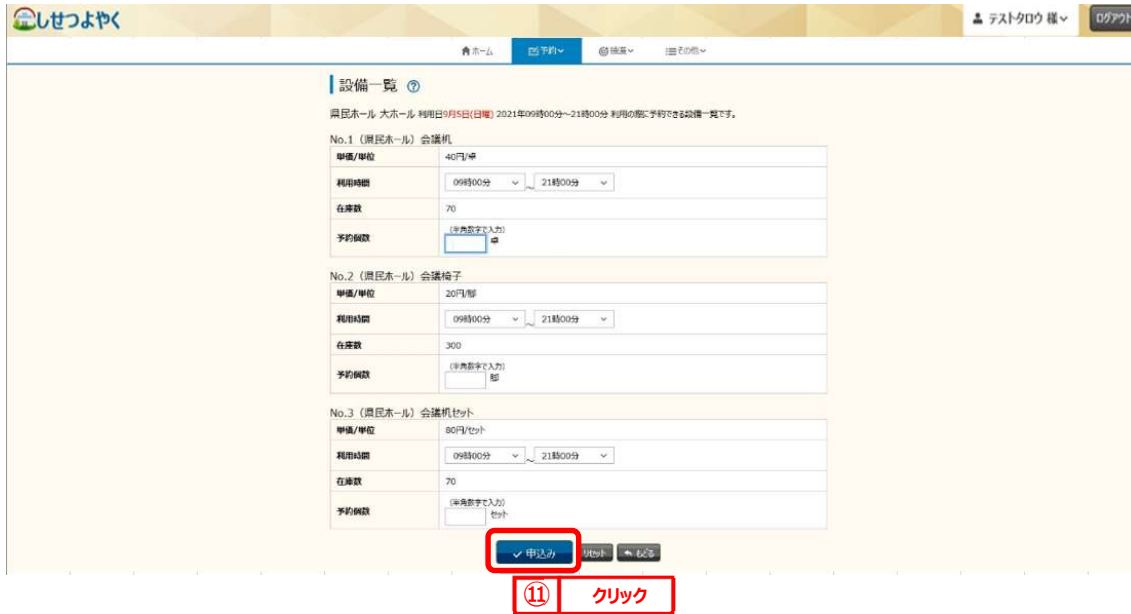 しせつよやく
テストタロウ 様
ログアウト
ホーム 予約 抽選 その他
設備一覧 ?
県民ホール 大ホール 利用日9月5日(日曜) 2021年09時00分～21時00分 利用の際に予約できる設備一覧です。
No.1（県民ホール）会議机
単価/単位 40円/卓
利用時間 09時00分 ～ 21時00分
在庫数 70
予約個数 (半角数字で入力)
卓
No.2（県民ホール）会議椅子
単価/単位 20円/脚
利用時間 09時00分 ～ 21時00分
在庫数 300
予約個数 (半角数字で入力)
脚
No.3（県民ホール）会議机セット
単価/単位 80円/セット
利用時間 09時00分 ～ 21時00分
在庫数 70
予約個数 (半角数字で入力)
セット
申込み リセット もどる
⑪ クリック